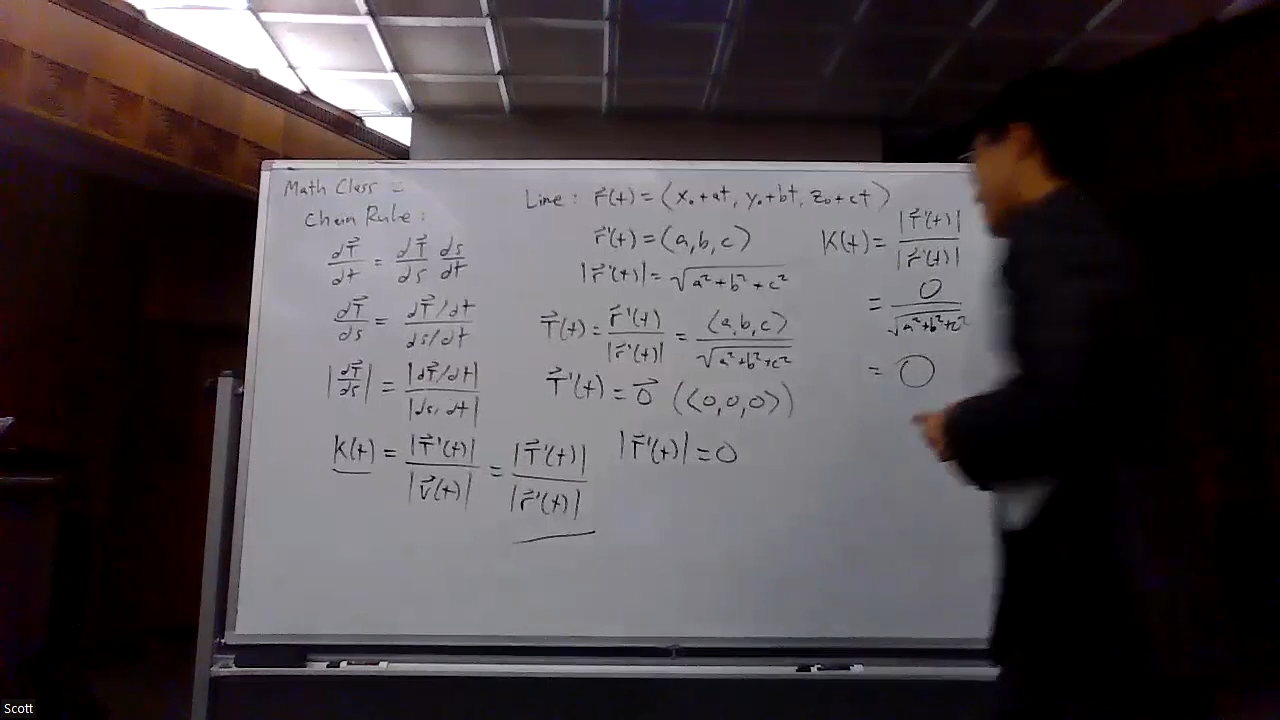 Math Class =
Chain Rule:
dT⃗/dt = dT⃗/ds ds/dt
dT⃗/ds = (dT⃗/dt)/(ds/dt)
|dT⃗/ds| = |dT⃗/dt|/|ds/dt|
K(t) = |T⃗'(t)|/|v⃗(t)| = |T⃗'(t)|/|r⃗'(t)|
Line: r⃗(t) = ⟨x₀+at, y₀+bt, z₀+ct⟩
r⃗'(t) = ⟨a,b,c⟩
|r⃗'(t)| = √(a²+b²+c²)
T⃗(t) = r⃗'(t)/|r⃗'(t)| = ⟨a,b,c⟩/√(a²+b²+c²)
T⃗'(t) = 0⃗ (⟨0,0,0⟩)
|T⃗'(t)| = 0
K(t) = |T⃗'(t)|/|r⃗'(t)|
= 0/√(a²+b²+c²)
= 0
Scott